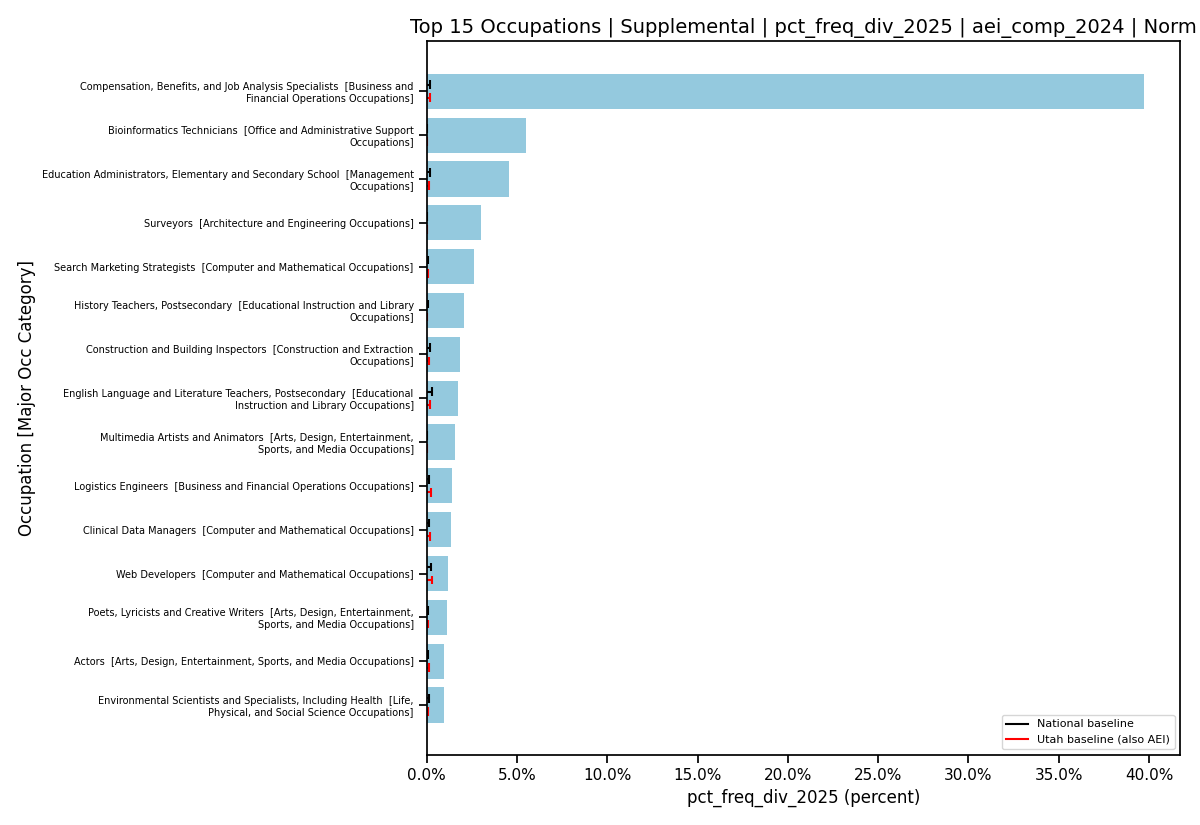 Top 15 Occupations | Supplemental | pct_freq_div_2025 | aei_comp_2024 | Norm
Occupation [Major Occ Category]
Compensation, Benefits, and Job Analysis Specialists  [Business and
Financial Operations Occupations]
Bioinformatics Technicians  [Office and Administrative Support
Occupations]
Education Administrators, Elementary and Secondary School  [Management
Occupations]
Surveyors  [Architecture and Engineering Occupations]
Search Marketing Strategists  [Computer and Mathematical Occupations]
History Teachers, Postsecondary  [Educational Instruction and Library
Occupations]
Construction and Building Inspectors  [Construction and Extraction
Occupations]
English Language and Literature Teachers, Postsecondary  [Educational
Instruction and Library Occupations]
Multimedia Artists and Animators  [Arts, Design, Entertainment,
Sports, and Media Occupations]
Logistics Engineers  [Business and Financial Operations Occupations]
Clinical Data Managers  [Computer and Mathematical Occupations]
Web Developers  [Computer and Mathematical Occupations]
Poets, Lyricists and Creative Writers  [Arts, Design, Entertainment,
Sports, and Media Occupations]
Actors  [Arts, Design, Entertainment, Sports, and Media Occupations]
Environmental Scientists and Specialists, Including Health  [Life,
Physical, and Social Science Occupations]
National baseline
Utah baseline (also AEI)
0.0% 5.0% 10.0% 15.0% 20.0% 25.0% 30.0% 35.0% 40.0%
pct_freq_div_2025 (percent)